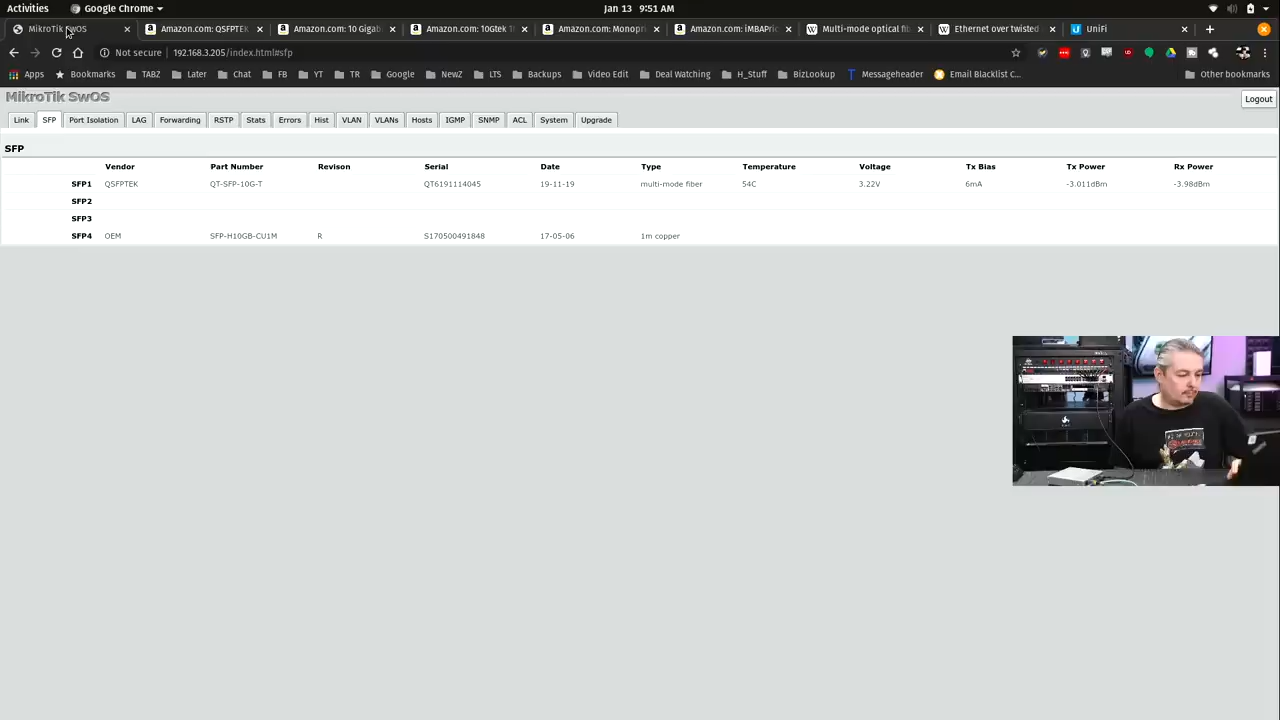 Activities Google Chrome Jan 13 9:51 AM
MikroTik SwOS Amazon.com: QSFPTEK Amazon.com: 10 Gigab Amazon.com: 10Gtek 1 Amazon.com: Monopri Amazon.com: iMBAPric Multi-mode optical fib Ethernet over twisted UniFi
Not secure 192.168.3.205/index.html#sfp
Apps Bookmarks TABZ Later Chat FB YT TR Google NewZ LTS Backups Video Edit Deal Watching H_Stuff BizLookup Messageheader Email Blacklist C... Other bookmarks
MikroTik SwOS Logout
Link SFP Port Isolation LAG Forwarding RSTP Stats Errors Hist VLAN VLANs Hosts IGMP SNMP ACL System Upgrade
SFP
Vendor Part Number Revison Serial Date Type Temperature Voltage Tx Bias Tx Power Rx Power
SFP1 QSFPTEK QT-SFP-10G-T QT6191114045 19-11-19 multi-mode fiber 54C 3.22V 6mA -3.011dBm -3.98dBm
SFP2
SFP3
SFP4 OEM SFP-H10GB-CU1M R S170500491848 17-05-06 1m copper